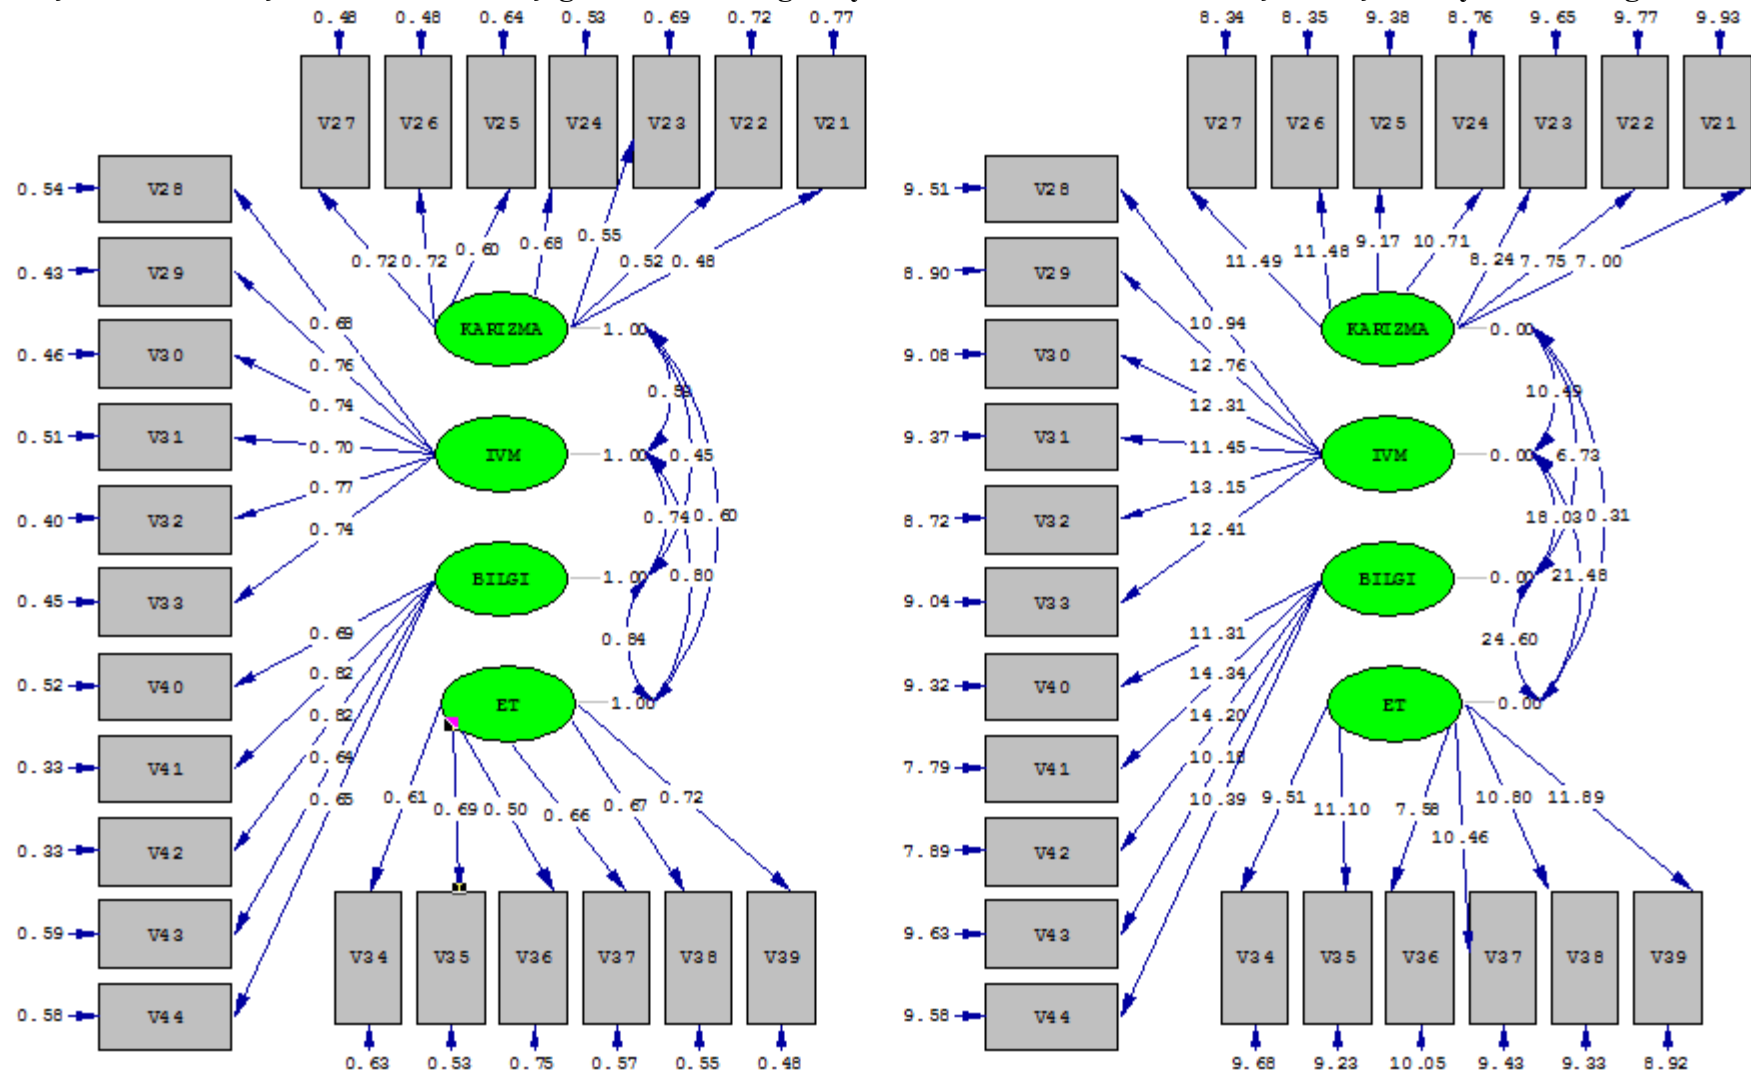 0.48 0.48 0.64 0.53 0.69 0.72 0.77
V27 V26 V25 V24 V23 V22 V21
0.54 V28
0.43 V29
0.46 V30
0.51 V31
0.40 V32
0.45 V33
0.52 V40
0.33 V41
0.33 V42
0.59 V43
0.58 V44
0.72 0.72 0.60 0.68 0.55 0.52 0.48
KARIZMA 1.00
IVM 1.00
BILGI 1.00
ET 1.00
0.68
0.76
0.74
0.70
0.77
0.74
0.69
0.82
0.82
0.64
0.65
0.45
0.74 0.60
0.80
0.84
0.61 0.69 0.50 0.66 0.67 0.72
V34 V35 V36 V37 V38 V39
0.63 0.53 0.75 0.57 0.55 0.48
8.34 8.35 9.38 8.76 9.65 9.77 9.93
V27 V26 V25 V24 V23 V22 V21
9.51 V28
8.90 V29
9.08 V30
9.37 V31
8.72 V32
9.04 V33
9.32 V40
7.79 V41
7.89 V42
9.63 V43
9.58 V44
11.49 11.48 9.17 10.71 8.24 7.75 7.00
KARIZMA 0.00
IVM 0.00
BILGI 0.00
ET 0.00
10.94
12.76
12.31
11.45
13.15
12.41
11.31
14.34
14.20
10.18
10.39
10.49
6.73
18.03 0.31
21.48
24.60
9.51 11.10 7.58 10.46 10.80 11.89
V34 V35 V36 V37 V38 V39
9.68 9.23 10.05 9.43 9.33 8.92